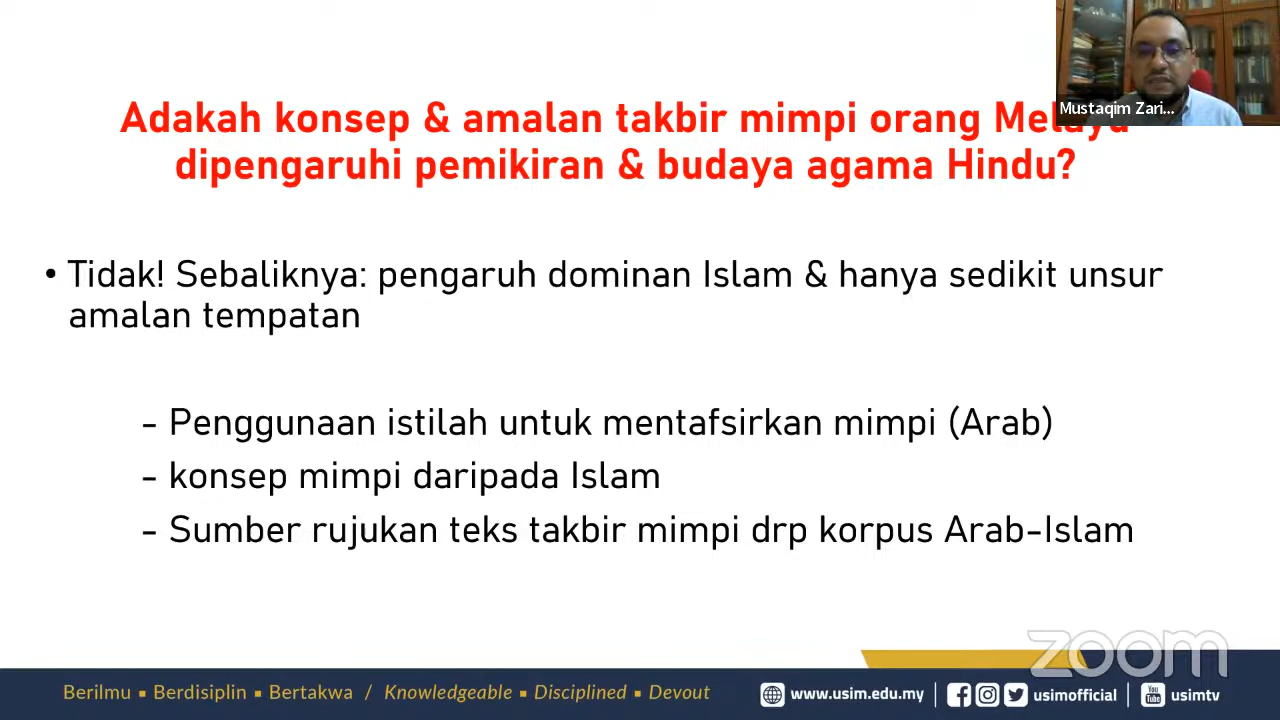 Mustaqim Zari...
Adakah konsep & amalan takbir mimpi orang Melayu
dipengaruhi pemikiran & budaya agama Hindu?
• Tidak! Sebaliknya: pengaruh dominan Islam & hanya sedikit unsur
amalan tempatan
- Penggunaan istilah untuk mentafsirkan mimpi (Arab)
- konsep mimpi daripada Islam
- Sumber rujukan teks takbir mimpi drp korpus Arab-Islam
zoom
Berilmu ▪ Berdisiplin ▪ Bertakwa / Knowledgeable ▪ Disciplined ▪ Devout
www.usim.edu.my | usimofficial | You Tube usimtv